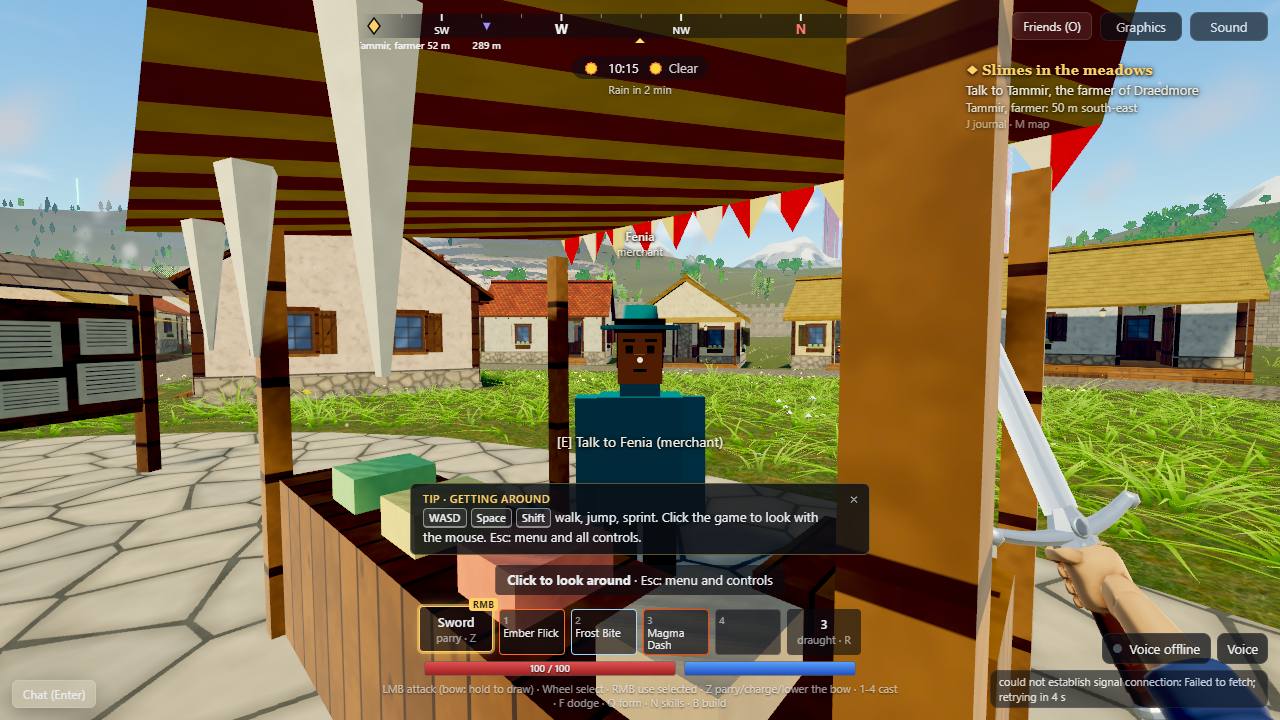 SW
W
NW
N
Tammir, farmer 52 m
289 m
10:15
Clear
Rain in 2 min
Friends (O)
Graphics
Sound
Slimes in the meadows
Talk to Tammir, the farmer of Draedmore
Tammir, farmer: 50 m south-east
J journal · M map
Fenia
merchant
[E] Talk to Fenia (merchant)
TIP · GETTING AROUND
WASD Space Shift walk, jump, sprint. Click the game to look with
the mouse. Esc: menu and all controls.
Click to look around · Esc: menu and controls
RMB
Sword
parry · Z
1
Ember Flick
2
Frost Bite
3
Magma
Dash
4
3
draught · R
100 / 100
LMB attack (bow: hold to draw) · Wheel select · RMB use selected · Z parry/charge/lower the bow · 1-4 cast
· F dodge · Q form · N skills · B build
Chat (Enter)
Voice offline
Voice
could not establish signal connection: Failed to fetch;
retrying in 4 s